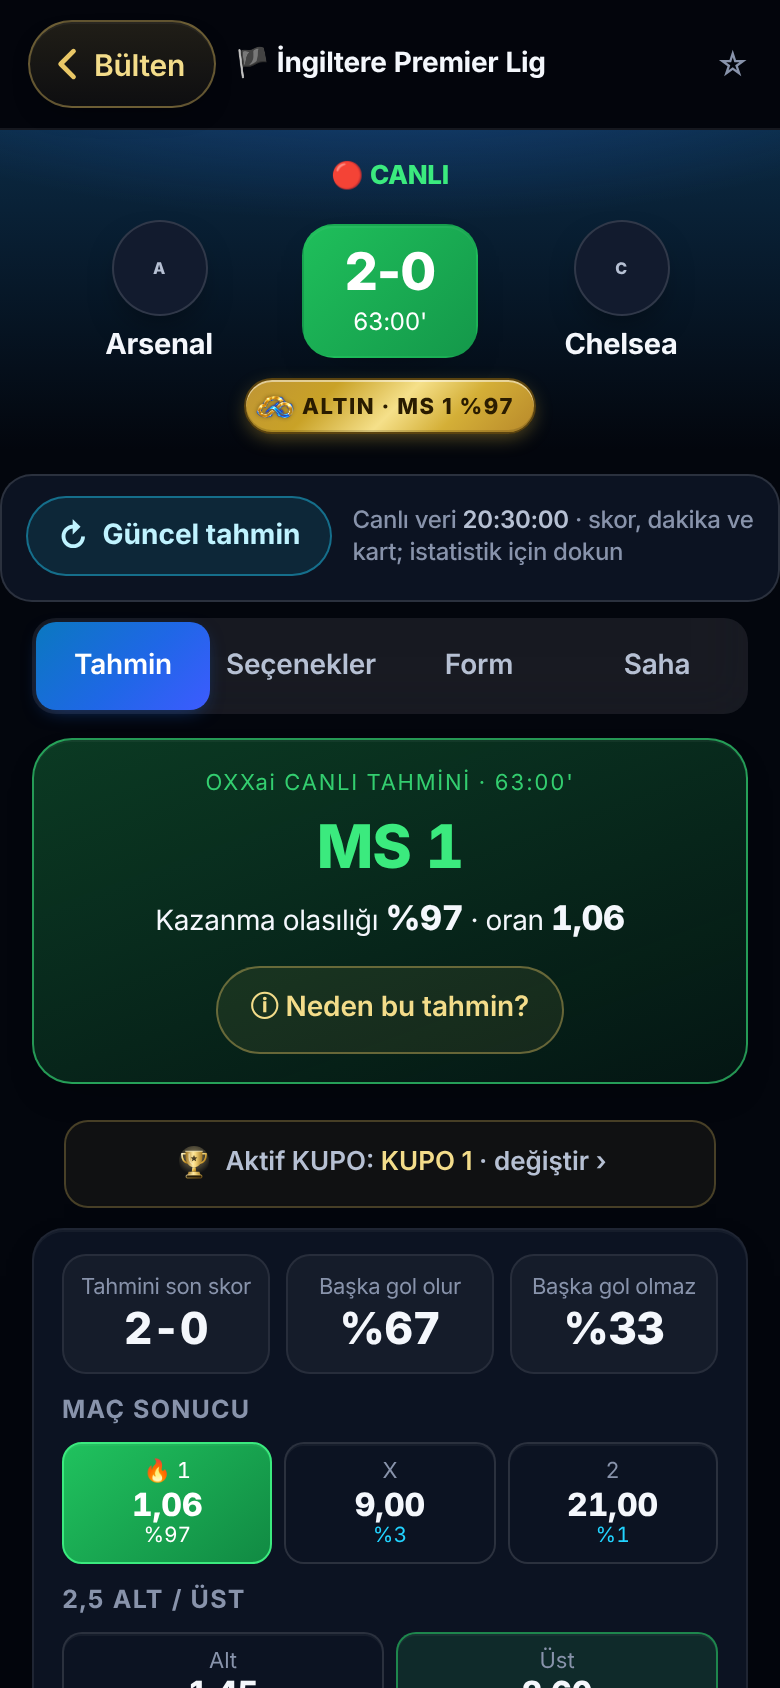 Bülten
İngiltere Premier Lig
CANLI
A
2-0
63:00'
C
Arsenal
Chelsea
ALTIN · MS 1 %97
Güncel tahmin
Canlı veri 20:30:00 · skor, dakika ve
kart; istatistik için dokun
Tahmin
Seçenekler
Form
Saha
OXXai CANLI TAHMİNİ · 63:00'
MS 1
Kazanma olasılığı %97 · oran 1,06
Neden bu tahmin?
Aktif KUPO: KUPO 1 · değiştir ›
Tahmini son skor
2-0
Başka gol olur
%67
Başka gol olmaz
%33
MAÇ SONUCU
1
1,06
%97
X
9,00
%3
2
21,00
%1
2,5 ALT / ÜST
Alt
Üst